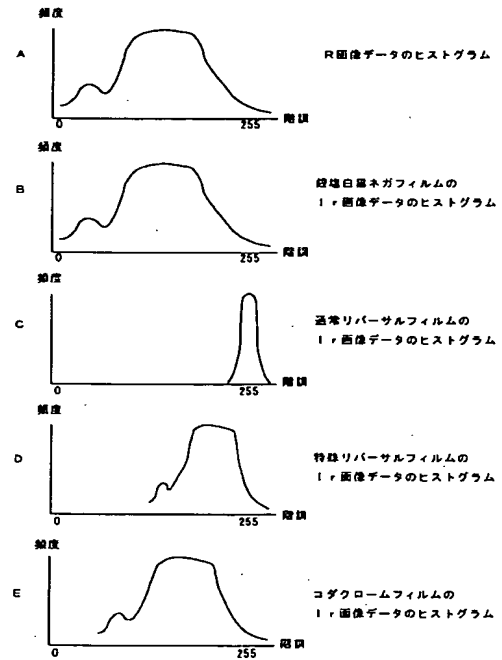 頻度
A
R画像データのヒストグラム
0
255
階調
頻度
B
銀塩白黒ネガフィルムの
Ir画像データのヒストグラム
0
255
階調
頻度
C
通常リバーサルフィルムの
Ir画像データのヒストグラム
0
255
階調
頻度
D
特殊リバーサルフィルムの
Ir画像データのヒストグラム
0
255
階調
頻度
E
コダクロームフィルムの
Ir画像データのヒストグラム
0
255
階調